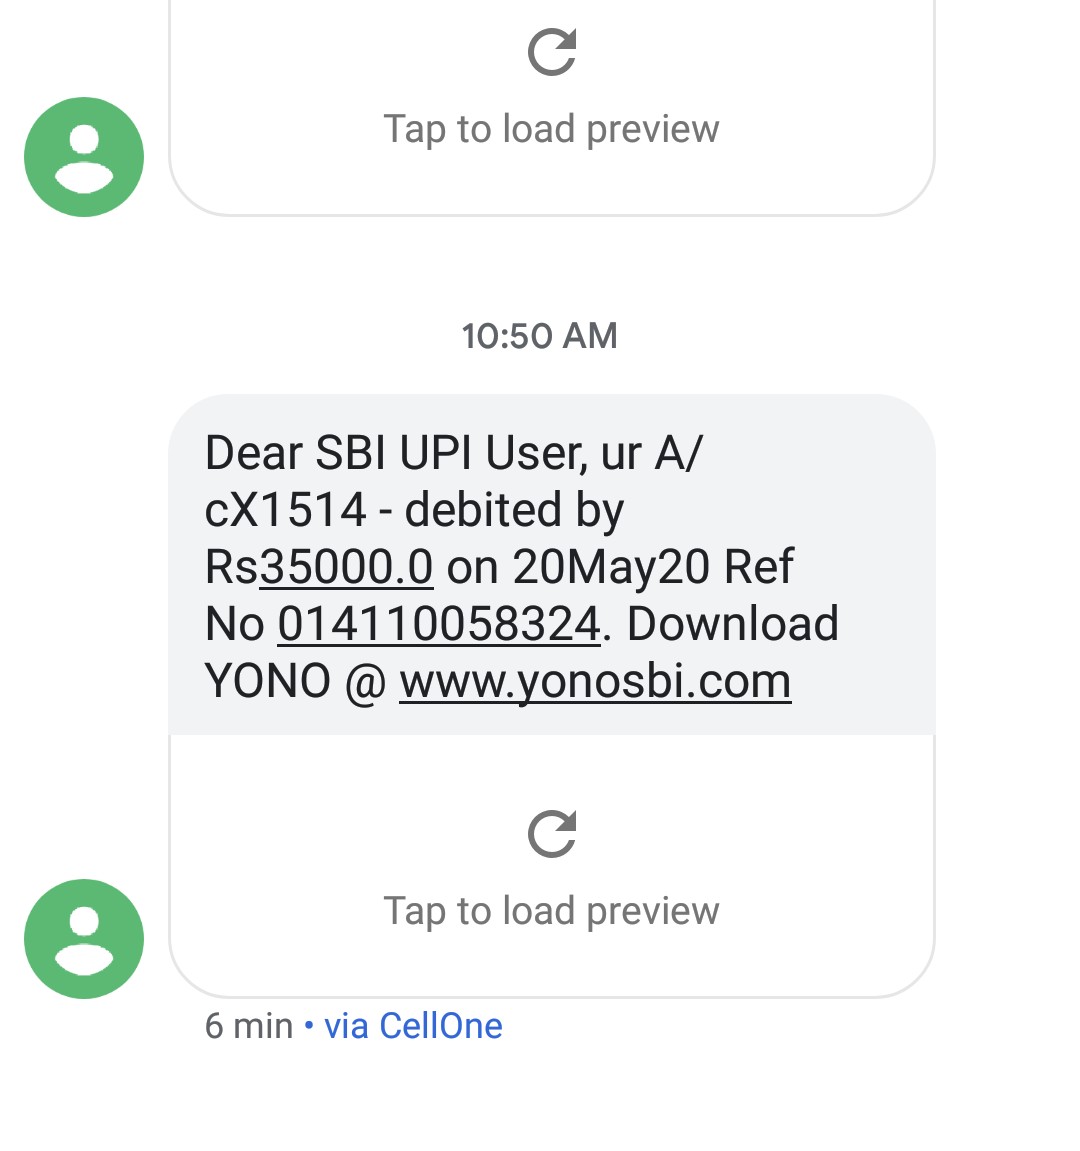 Tap to load preview
10:50 AM
Dear SBI UPI User, ur A/
cX1514 - debited by
Rs35000.0 on 20May20 Ref
No 014110058324. Download
YONO @ www.yonosbi.com
Tap to load preview
6 min • via CellOne